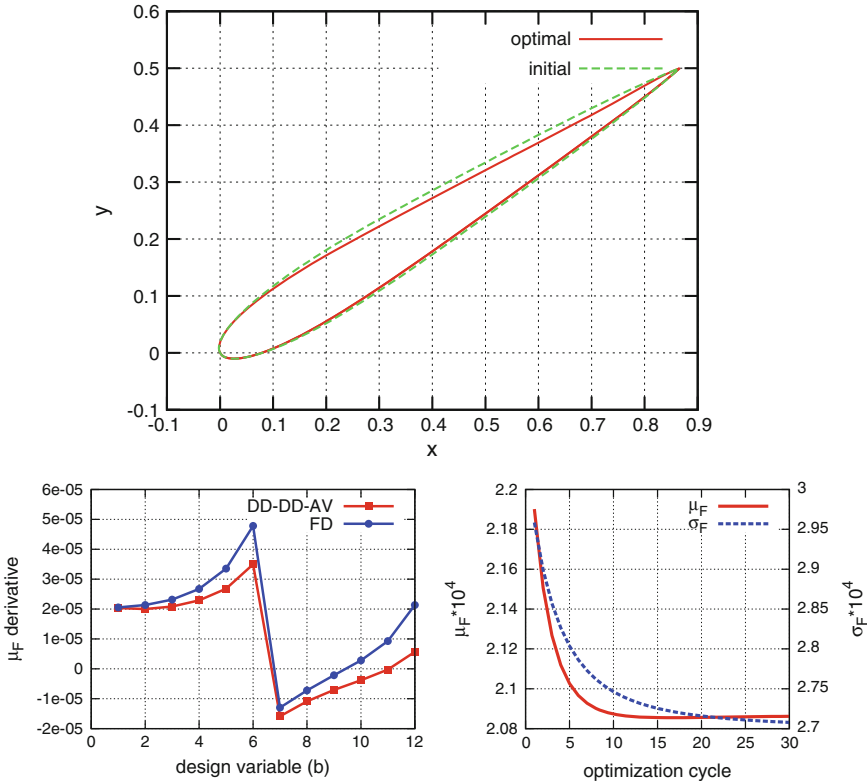 optimal
initial
0.6
0.5
0.4
0.3
0.2
0.1
0
-0.1
y
-0.1 0 0.1 0.2 0.3 0.4 0.5 0.6 0.7 0.8 0.9
x
DD-DD-AV
FD
6e-05
5e-05
4e-05
3e-05
2e-05
1e-05
0
-1e-05
-2e-05
μF derivative
0 2 4 6 8 10 12
design variable (b)
μF
σF
2.2
2.18
2.16
2.14
2.12
2.1
2.08
μF*10^4
3
2.95
2.9
2.85
2.8
2.75
2.7
σF*10^4
0 5 10 15 20 25 30
optimization cycle